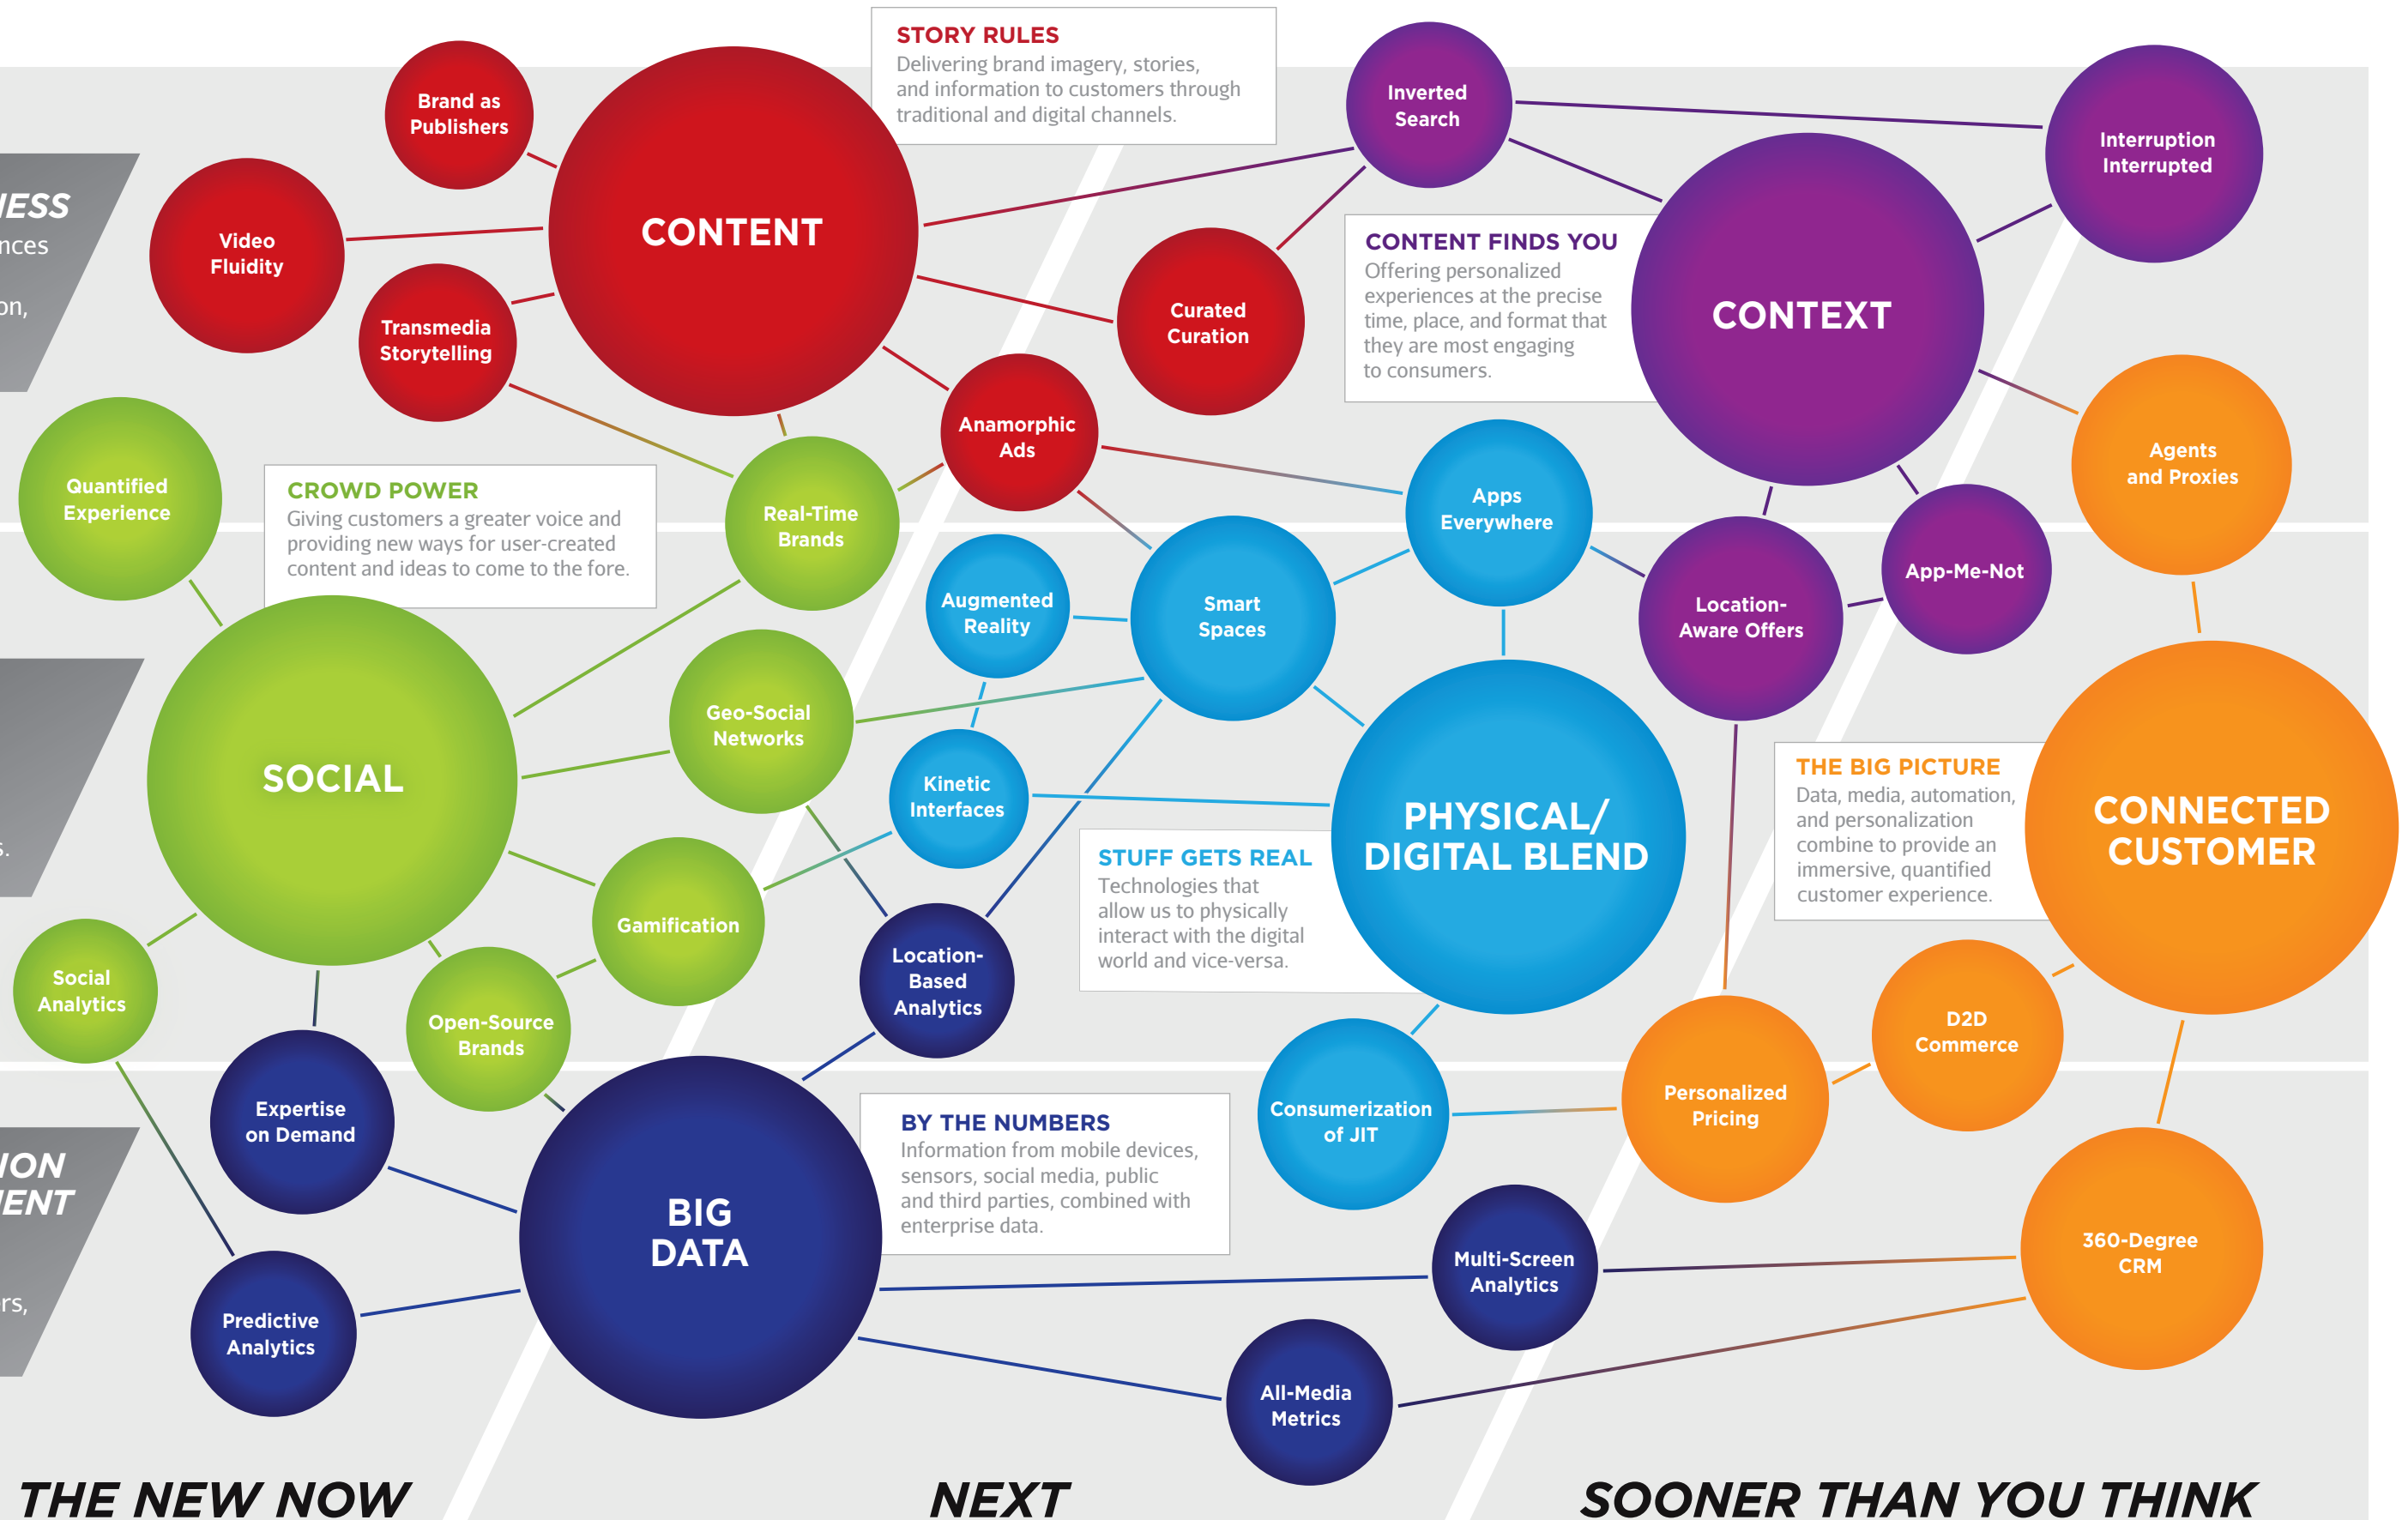 STORY RULES
Delivering brand imagery, stories,
and information to customers through
traditional and digital channels.
Brand as
Publishers
CONTENT
Inverted
Search
Interruption
Interrupted
Video
Fluidity
Transmedia
Storytelling
Curated
Curation
CONTENT FINDS YOU
Offering personalized
experiences at the precise
time, place, and format that
they are most engaging
to consumers.
CONTEXT
on,
Anamorphic
Ads
Agents
and Proxies
Quantified
Experience
CROWD POWER
Giving customers a greater voice and
providing new ways for user-created
content and ideas to come to the fore.
Real-Time
Brands
Apps
Everywhere
App-Me-Not
Augmented
Reality
Smart
Spaces
Location-
Aware Offers
SOCIAL
Geo-Social
Networks
Kinetic
Interfaces
PHYSICAL/
DIGITAL BLEND
THE BIG PICTURE
Data, media, automation,
and personalization
combine to provide an
immersive, quantified
customer experience.
CONNECTED
CUSTOMER
s.
STUFF GETS REAL
Technologies that
allow us to physically
interact with the digital
world and vice-versa.
Gamification
Social
Analytics
Open-Source
Brands
Location-
Based
Analytics
D2D
Commerce
Expertise
on Demand
BY THE NUMBERS
Information from mobile devices,
sensors, social media, public
and third parties, combined with
enterprise data.
Consumerization
of JIT
Personalized
Pricing
ION
ENT
BIG
DATA
Multi-Screen
Analytics
360-Degree
CRM
rs,
Predictive
Analytics
All-Media
Metrics
THE NEW NOW
NEXT
SOONER THAN YOU THINK